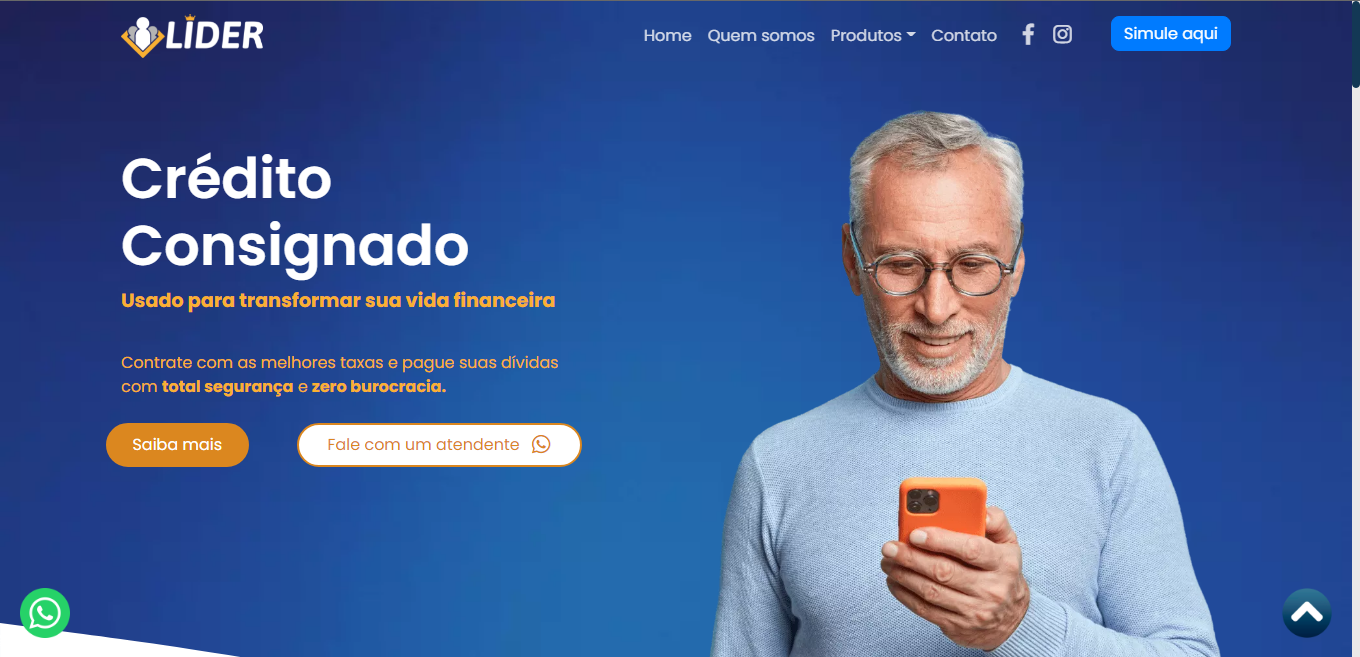 LÍDER
Home Quem somos Produtos Contato Simule aqui
Crédito
Consignado
Usado para transformar sua vida financeira
Contrate com as melhores taxas e pague suas dívidas
com total segurança e zero burocracia.
Saiba mais Fale com um atendente